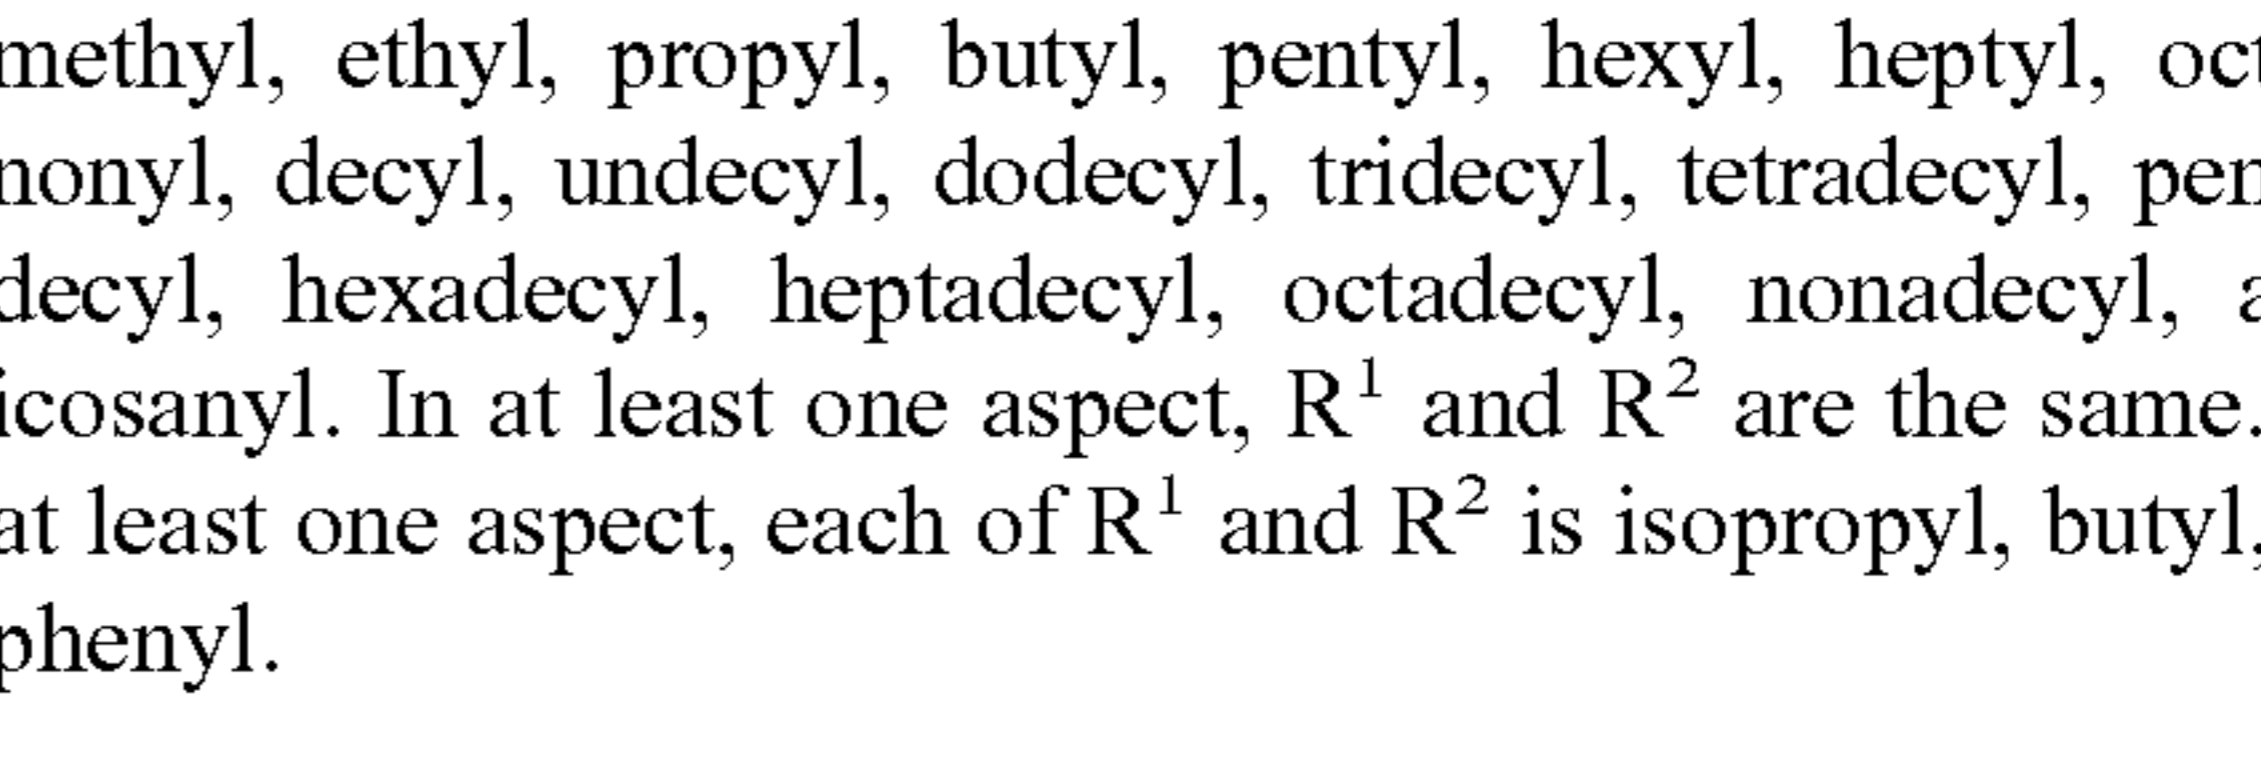 methyl, ethyl, propyl, butyl, pentyl, hexyl, heptyl, oct
nonyl, decyl, undecyl, dodecyl, tridecyl, tetradecyl, pen
decyl, hexadecyl, heptadecyl, octadecyl, nonadecyl, a
icosanyl. In at least one aspect, R¹ and R² are the same.
at least one aspect, each of R¹ and R² is isopropyl, butyl,
phenyl.